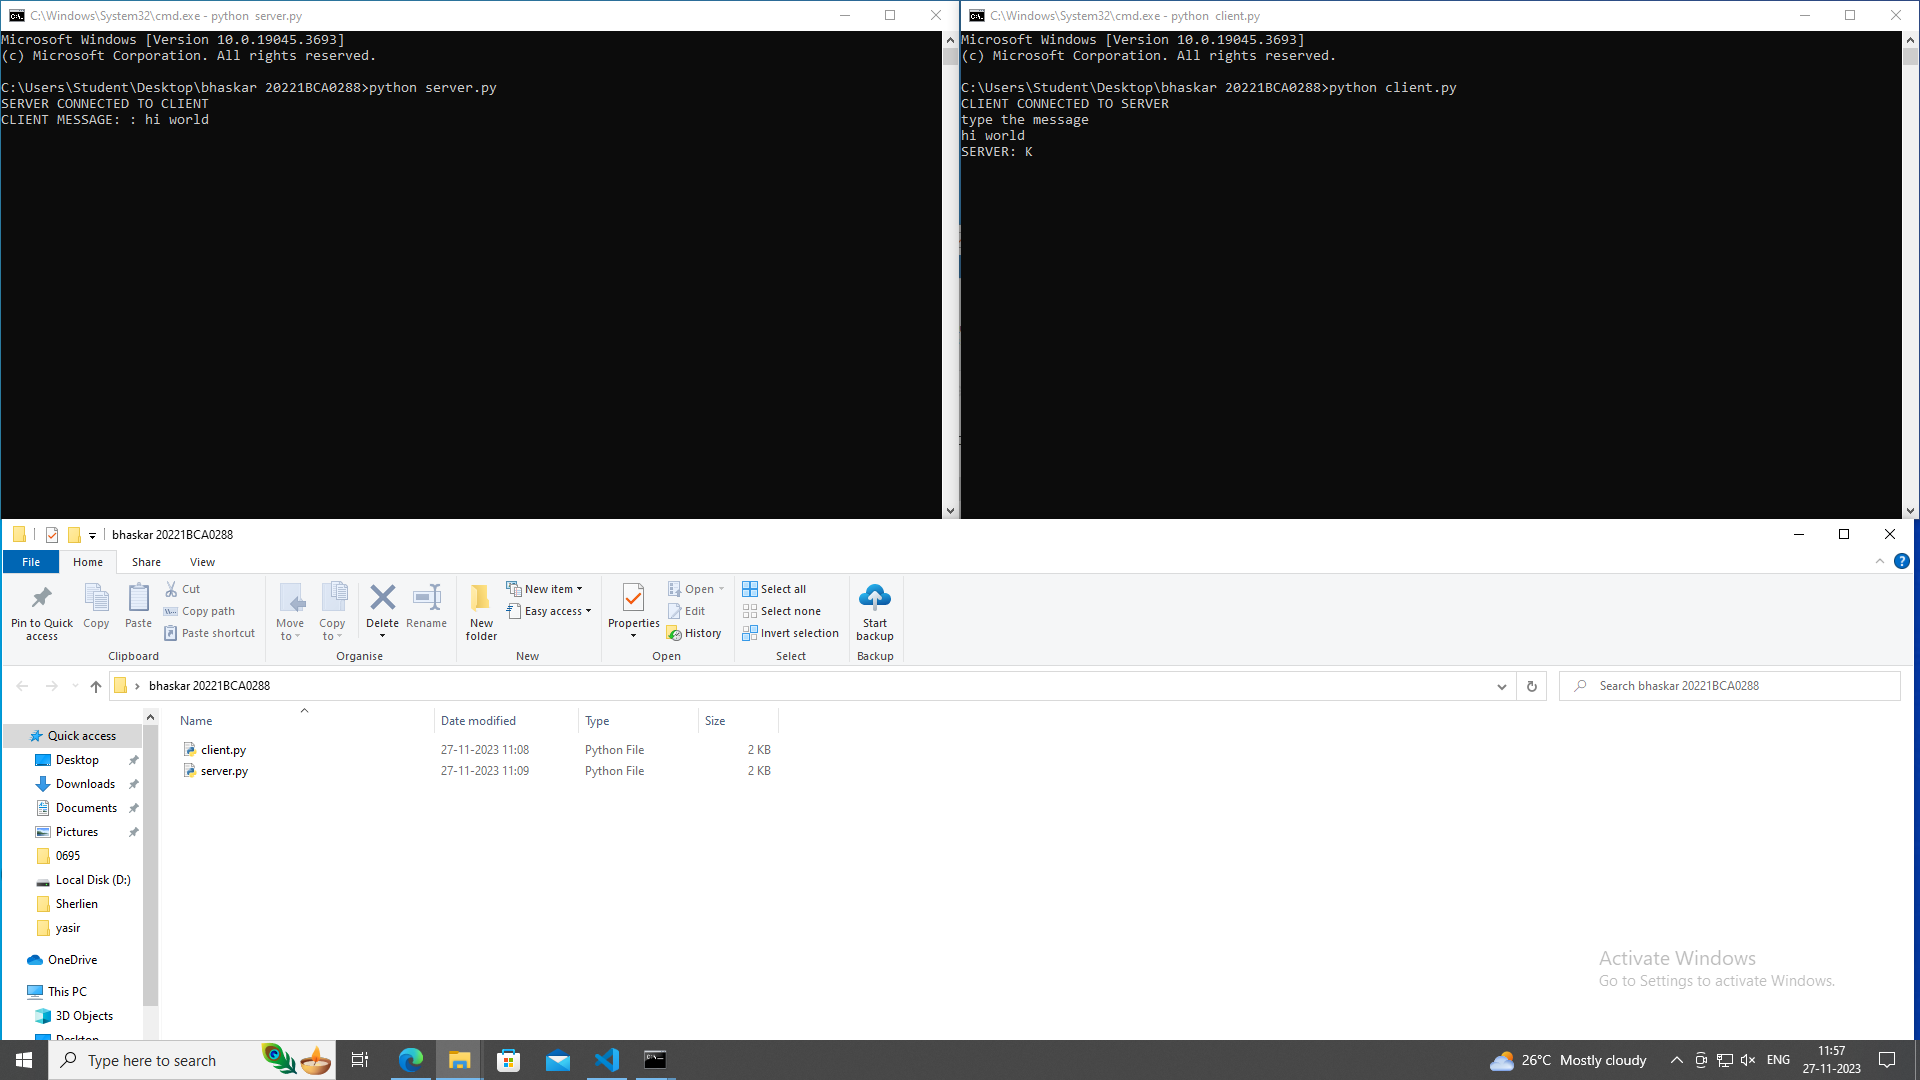 C:\Windows\System32\cmd.exe - python  server.py
Microsoft Windows [Version 10.0.19045.3693]
(c) Microsoft Corporation. All rights reserved.
C:\Users\Student\Desktop\bhaskar 20221BCA0288>python server.py
SERVER CONNECTED TO CLIENT
CLIENT MESSAGE: : hi world
C:\Windows\System32\cmd.exe - python  client.py
Microsoft Windows [Version 10.0.19045.3693]
(c) Microsoft Corporation. All rights reserved.
C:\Users\Student\Desktop\bhaskar 20221BCA0288>python client.py
CLIENT CONNECTED TO SERVER
type the message
hi world
SERVER: K
bhaskar 20221BCA0288
File Home Share View
Pin to Quick access
Copy
Paste
Cut
Copy path
Paste shortcut
Clipboard
Move to
Copy to
Delete
Rename
Organise
New folder
New item
Easy access
New
Properties
Open
Edit
History
Open
Select all
Select none
Invert selection
Select
Start backup
Backup
bhaskar 20221BCA0288
Search bhaskar 20221BCA0288
Quick access
Desktop
Downloads
Documents
Pictures
0695
Local Disk (D:)
Sherlien
yasir
OneDrive
This PC
3D Objects
Desktop
Name Date modified Type Size
client.py 27-11-2023 11:08 Python File 2 KB
server.py 27-11-2023 11:09 Python File 2 KB
Activate Windows
Go to Settings to activate Windows.
Type here to search
26°C Mostly cloudy
ENG
11:57
27-11-2023